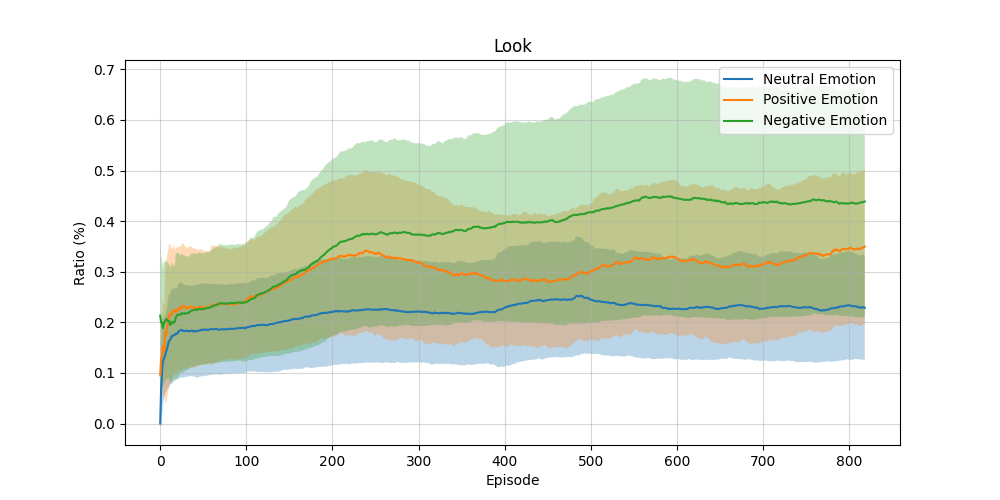 Look
0.7
0.6
0.5
0.4
0.3
0.2
0.1
0.0
Ratio (%)
Neutral Emotion
Positive Emotion
Negative Emotion
0 100 200 300 400 500 600 700 800
Episode